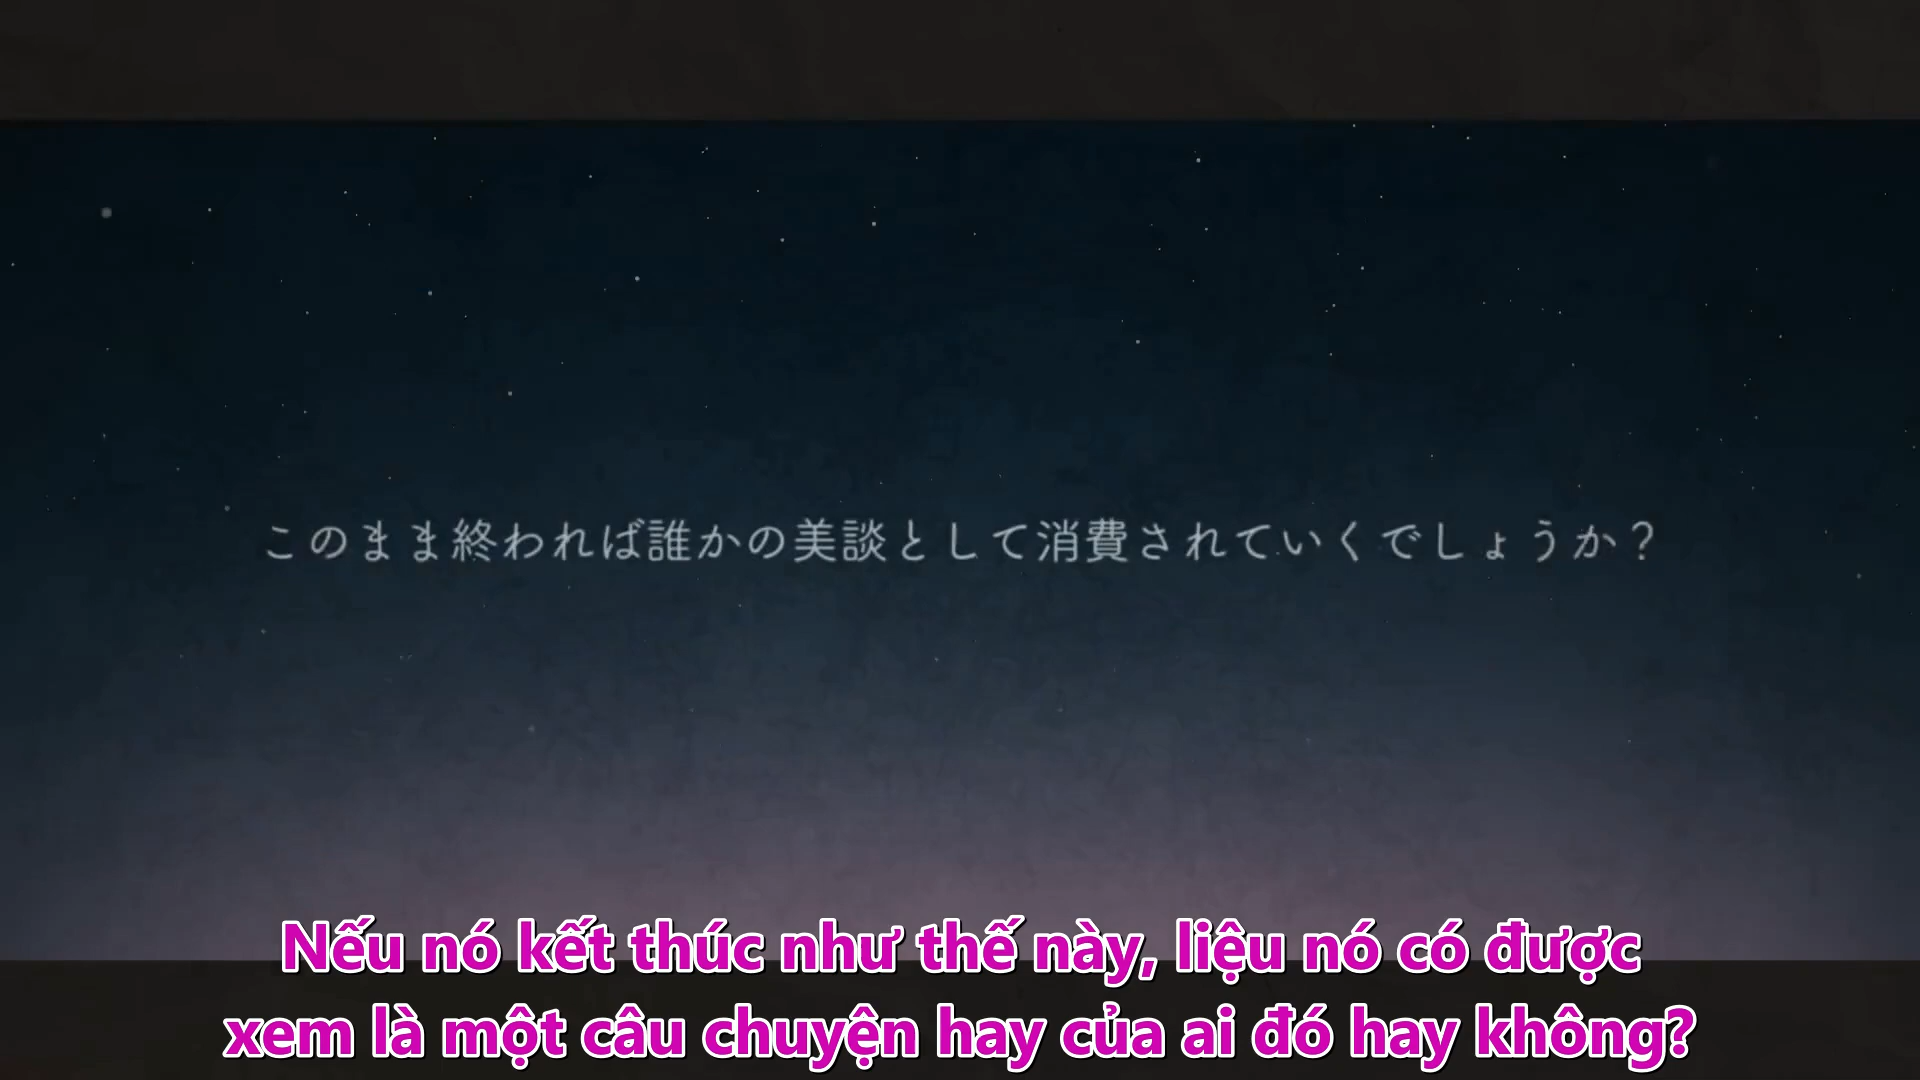 このまま終われば誰かの美談として消費されていくでしょうか？
Nếu nó kết thúc như thế này, liệu nó có được
xem là một câu chuyện hay của ai đó hay không?